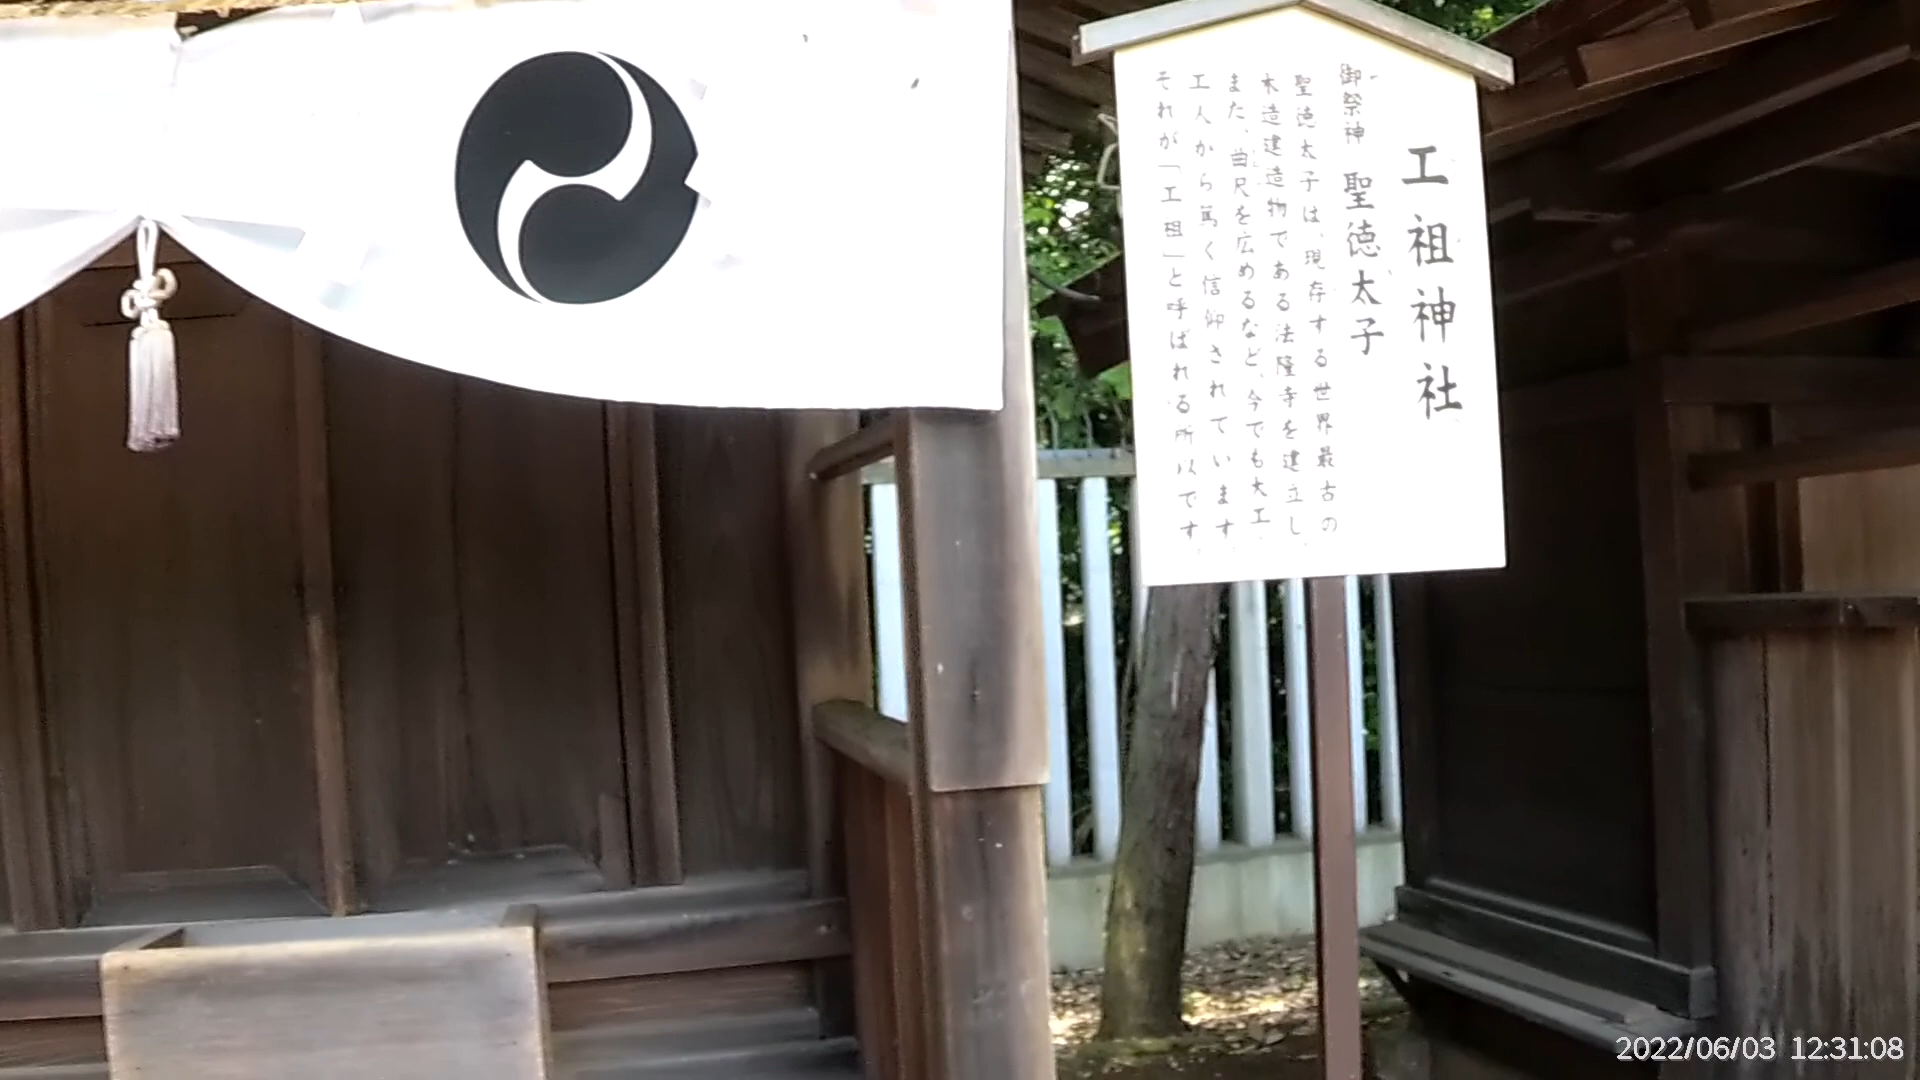 工祖神社
御祭神 聖徳太子
聖徳太子は、現存する世界最古の
木造建造物である法隆寺を建立し
また、曲尺を広めるなど、今でも大工
工人から篤く信仰されています
それが「工祖」と呼ばれる所以です
2022/06/03 12:31:08